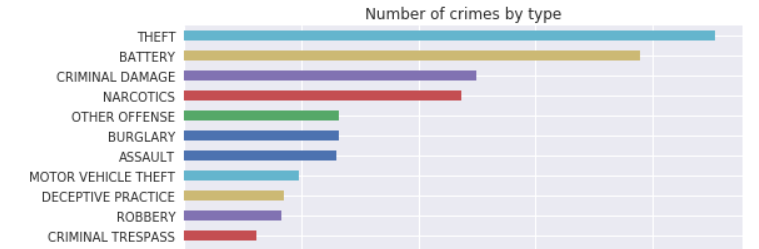 Number of crimes by type
THEFT
BATTERY
CRIMINAL DAMAGE
NARCOTICS
OTHER OFFENSE
BURGLARY
ASSAULT
MOTOR VEHICLE THEFT
DECEPTIVE PRACTICE
ROBBERY
CRIMINAL TRESPASS